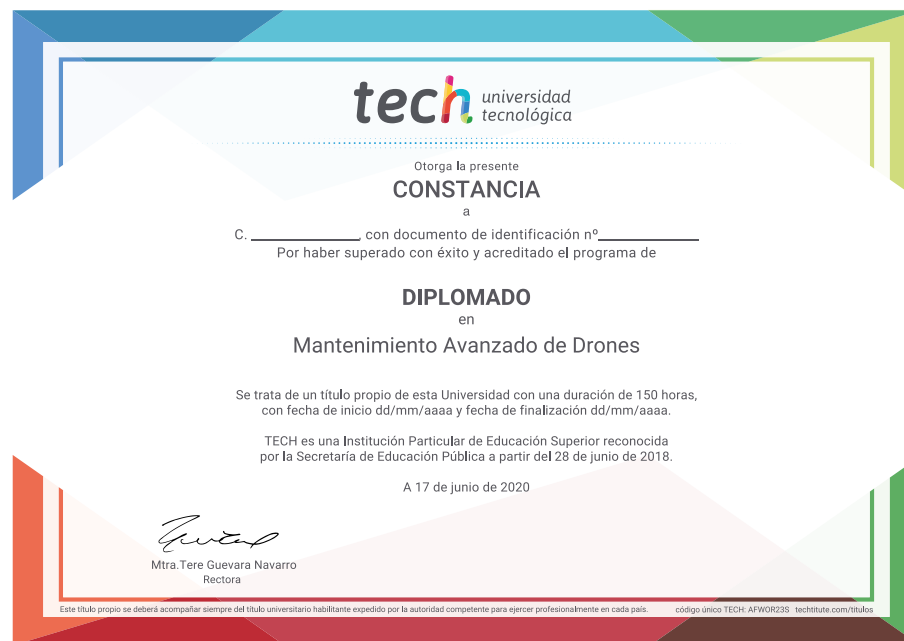 tech universidad
tecnológica
Otorga la presente
CONSTANCIA
a
C. ______________, con documento de identificación nº______________
Por haber superado con éxito y acreditado el programa de
DIPLOMADO
en
Mantenimiento Avanzado de Drones
Se trata de un título propio de esta Universidad con una duración de 150 horas,
con fecha de inicio dd/mm/aaaa y fecha de finalización dd/mm/aaaa.
TECH es una Institución Particular de Educación Superior reconocida
por la Secretaría de Educación Pública a partir del 28 de junio de 2018.
A 17 de junio de 2020
Mtra.Tere Guevara Navarro
Rectora
Este título propio se deberá acompañar siempre del título universitario habilitante expedido por la autoridad competente para ejercer profesionalmente en cada país. código único TECH: AFWOR23S techtitute.com/titulos